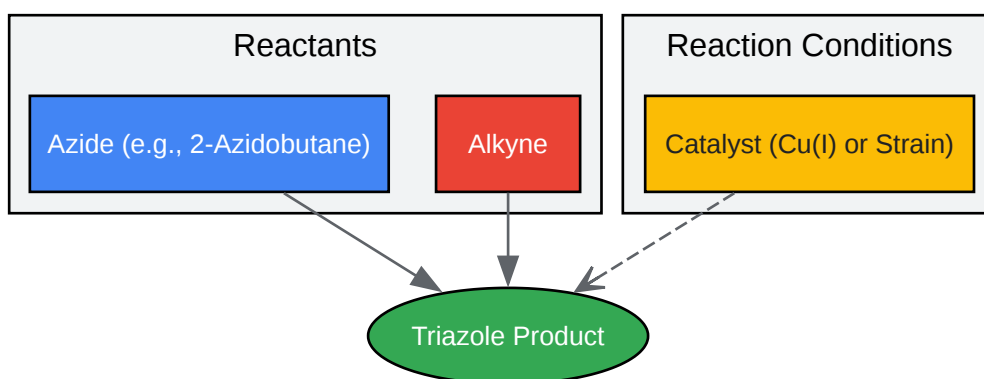 Reactants
Reaction Conditions
Azide (e.g., 2-Azidobutane)
Alkyne
Catalyst (Cu(I) or Strain)
Triazole Product